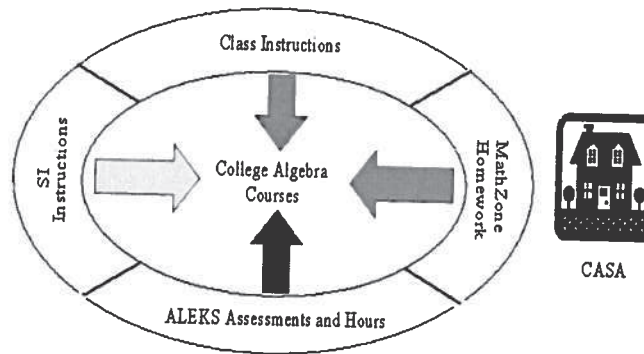 Class Instructions
SI
Instructions
College Algebra
Courses
MathZone
Homework
ALEKS Assessments and Hours
CASA